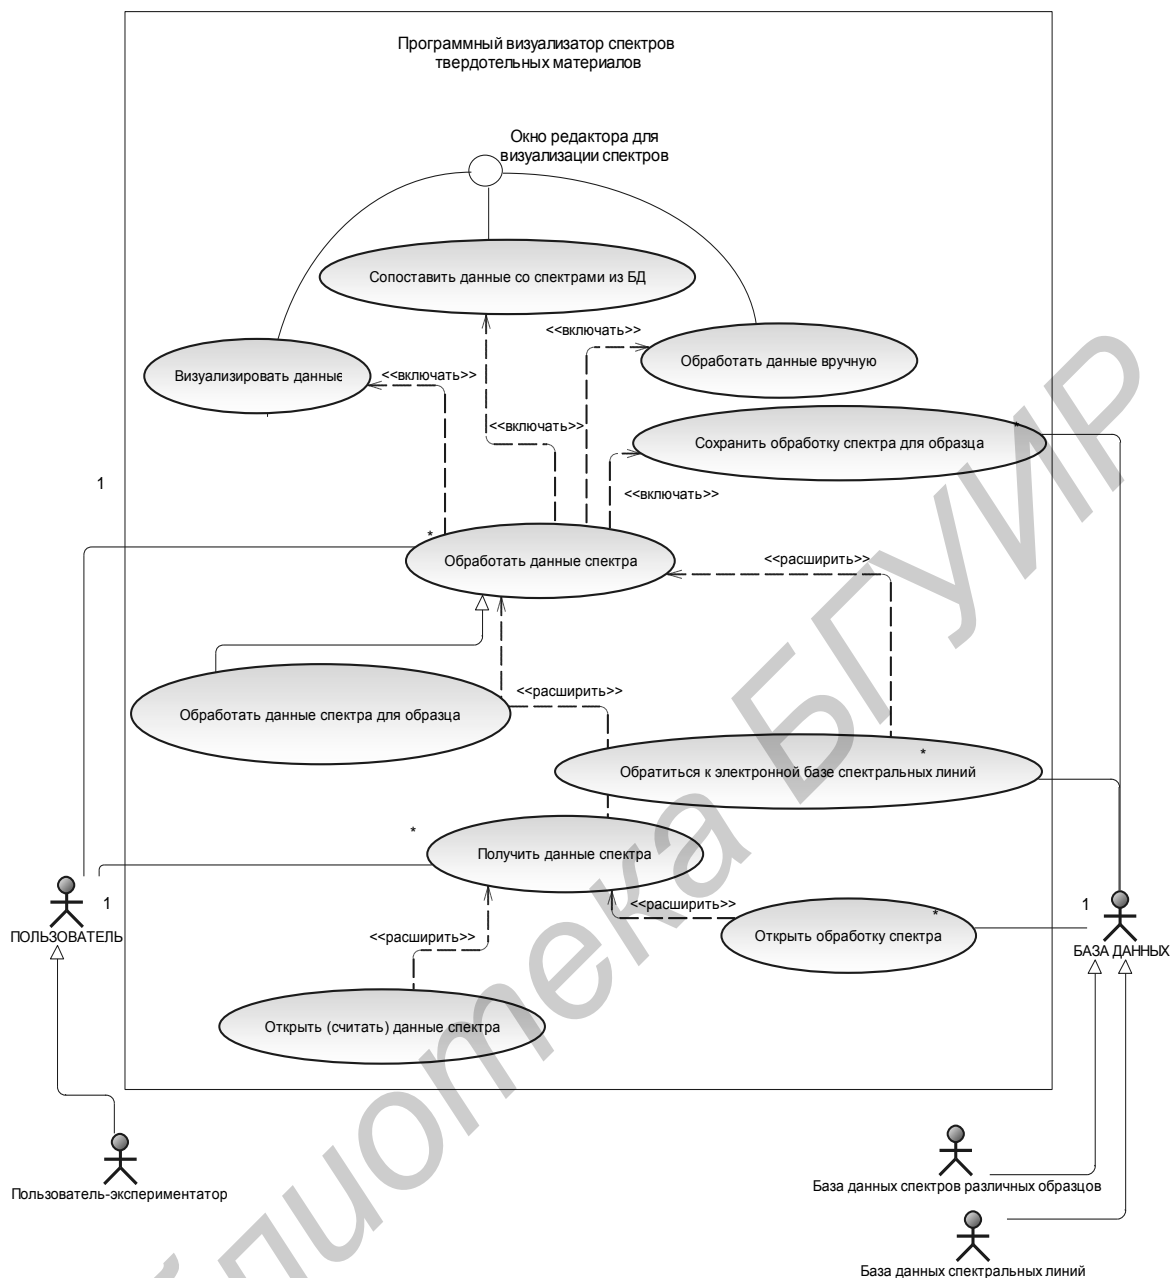 Программный визуализатор спектров
твердотельных материалов
Окно редактора для
визуализации спектров
Сопоставить данные со спектрами из БД
<<включать>>
Обработать данные вручную
Визуализировать данные
<<включать>>
<<включать>>
*
Сохранить обработку спектра для образца
1
<<включать>>
*
Обработать данные спектра
<<расширить>>
<<расширить>>
Обработать данные спектра для образца
*
Обратиться к электронной базе спектральных линий
*
Получить данные спектра
1
ПОЛЬЗОВАТЕЛЬ
<<расширить>>
*
1
Открыть обработку спектра
<<расширить>>
БАЗА ДАННЫХ
Открыть (считать) данные спектра
Пользователь-экспериментатор
База данных спектров различных образцов
База данных спектральных линий
блиотека БГУИР